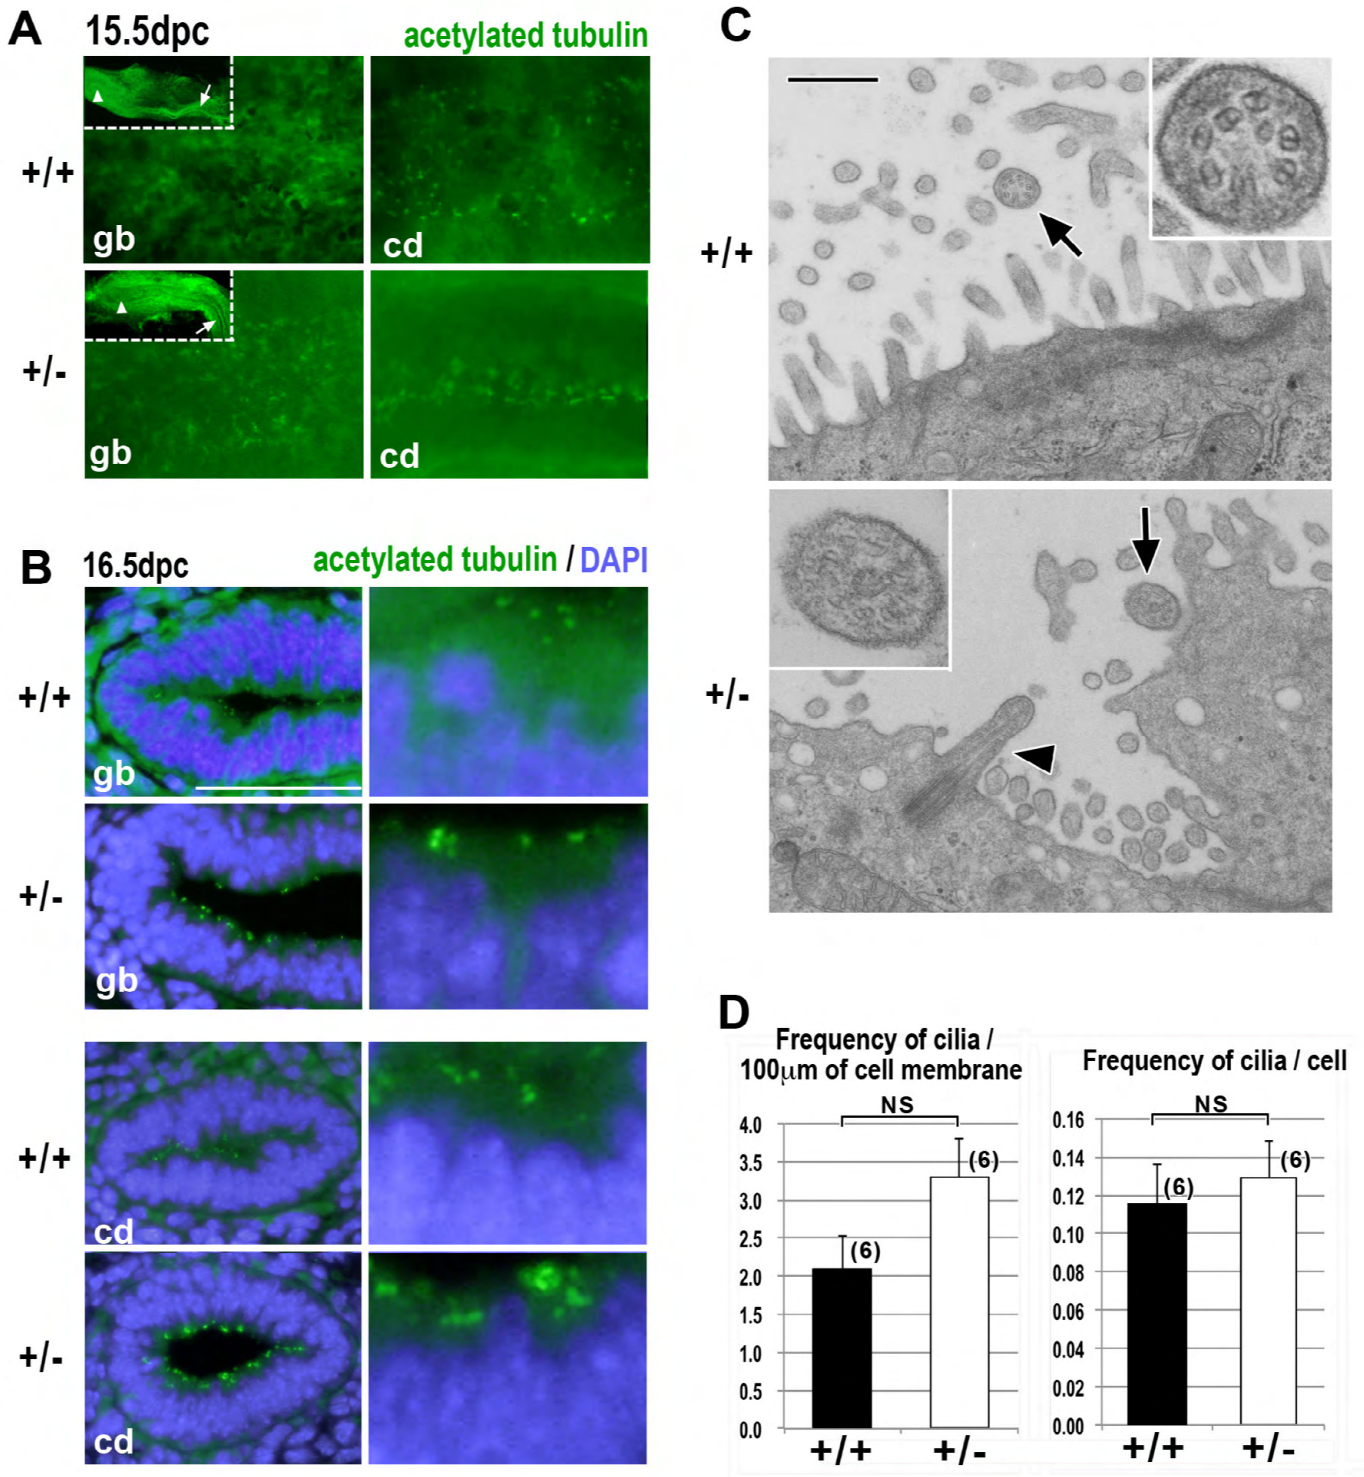 A
15.5dpc
acetylated tubulin
+/+
gb
cd
+/-
gb
cd
B
16.5dpc
acetylated tubulin / DAPI
+/+
gb
+/-
gb
+/+
cd
+/-
cd
C
+/+
+/-
D
Frequency of cilia /
100μm of cell membrane
NS
4.0
3.5
3.0
2.5
2.0
1.5
1.0
0.5
0.0
(6)
(6)
+/+
+/-
Frequency of cilia / cell
NS
0.16
0.14
0.12
0.10
0.08
0.06
0.04
0.02
0.00
(6)
(6)
+/+
+/-